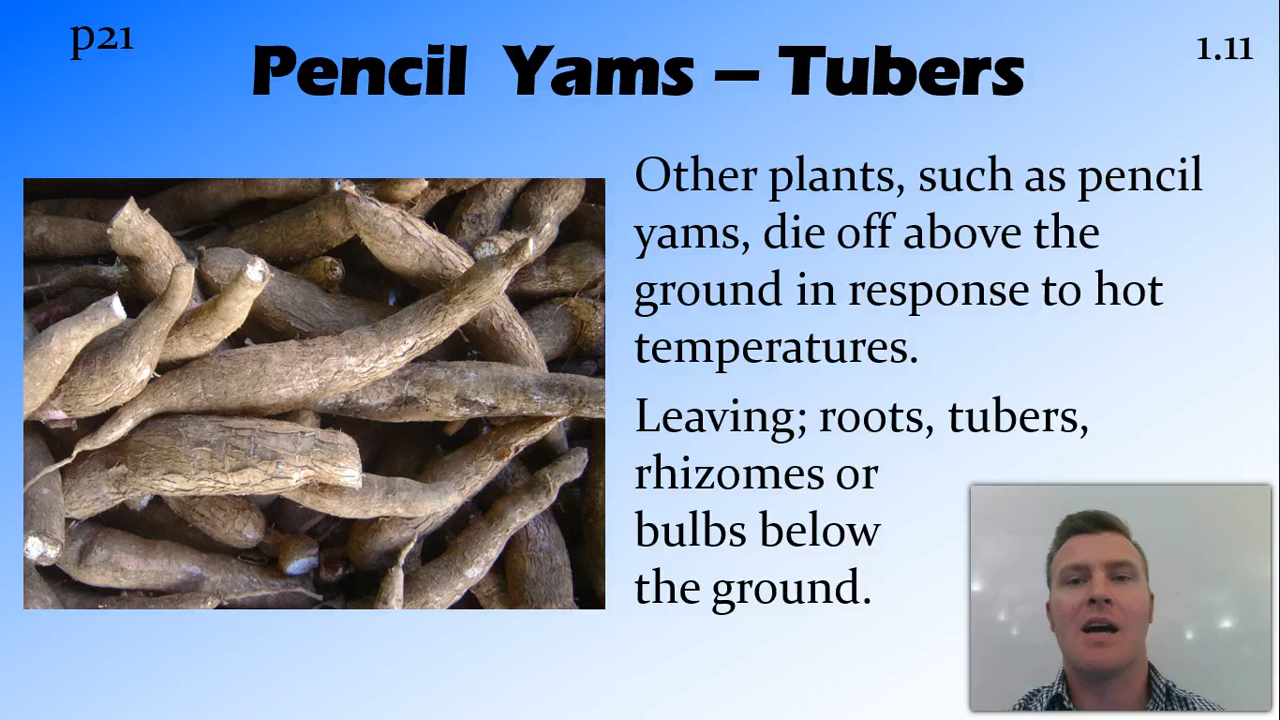 p21
Pencil Yams – Tubers
1.11
Other plants, such as pencil
yams, die off above the
ground in response to hot
temperatures.
Leaving; roots, tubers,
rhizomes or
bulbs below
the ground.